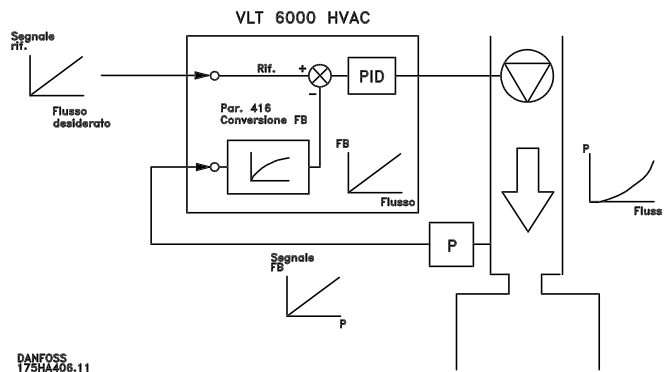 VLT 6000 HVAC
Segnale
rif.
Flusso
desiderato
Rif.
+
−
PID
Par. 416
Conversione FB
FB
Flusso
P
Fluss
P
Segnale
FB
P
DANFOSS
175HA406.11